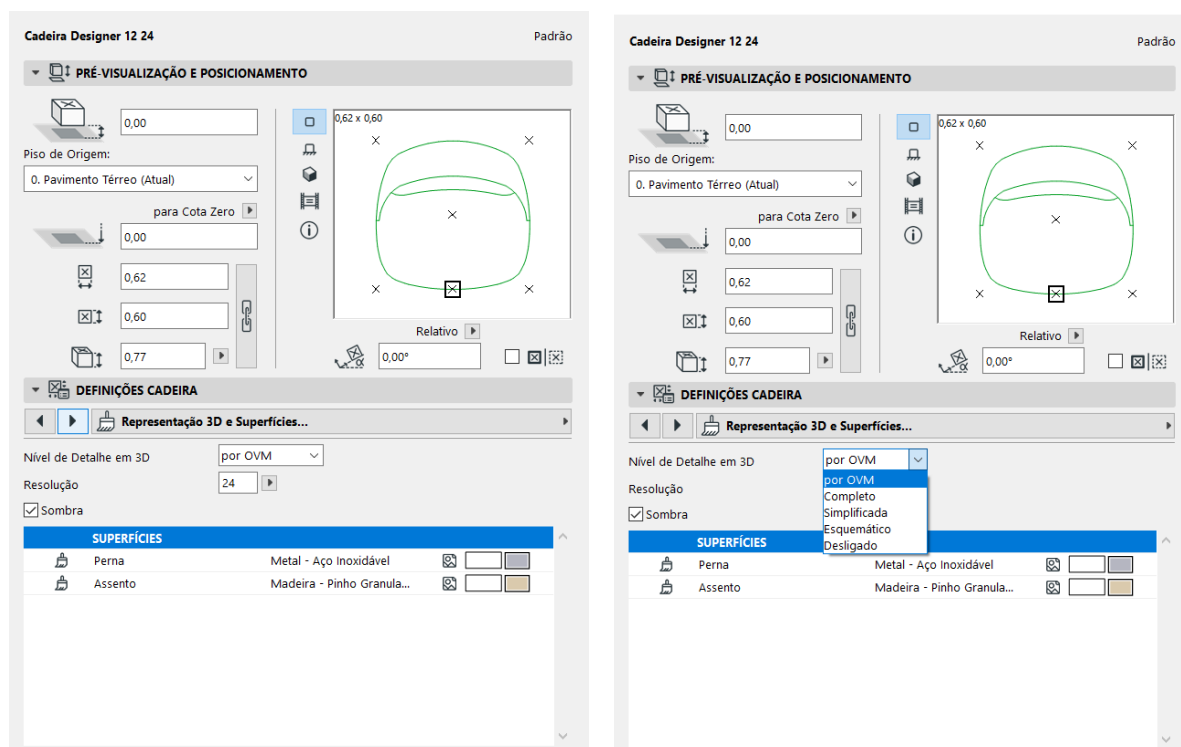 Cadeira Designer 12 24
Padrão
PRÉ-VISUALIZAÇÃO E POSICIONAMENTO
0,00
0,62 x 0,60
Piso de Origem:
0. Pavimento Térreo (Atual)
para Cota Zero
0,00
0,62
0,60
Relativo
0,77
0,00°
α
DEFINIÇÕES CADEIRA
Representação 3D e Superfícies...
Nível de Detalhe em 3D
por OVM
Resolução
24
Sombra
SUPERFÍCIES
Perna
Metal - Aço Inoxidável
Assento
Madeira - Pinho Granula...
Cadeira Designer 12 24
Padrão
PRÉ-VISUALIZAÇÃO E POSICIONAMENTO
0,00
0,62 x 0,60
Piso de Origem:
0. Pavimento Térreo (Atual)
para Cota Zero
0,00
0,62
0,60
Relativo
0,77
0,00°
α
DEFINIÇÕES CADEIRA
Representação 3D e Superfícies...
Nível de Detalhe em 3D
por OVM
por OVM
Completo
Simplificada
Esquemático
Desligado
Resolução
Sombra
SUPERFÍCIES
Perna
Metal - Aço Inoxidável
Assento
Madeira - Pinho Granula...